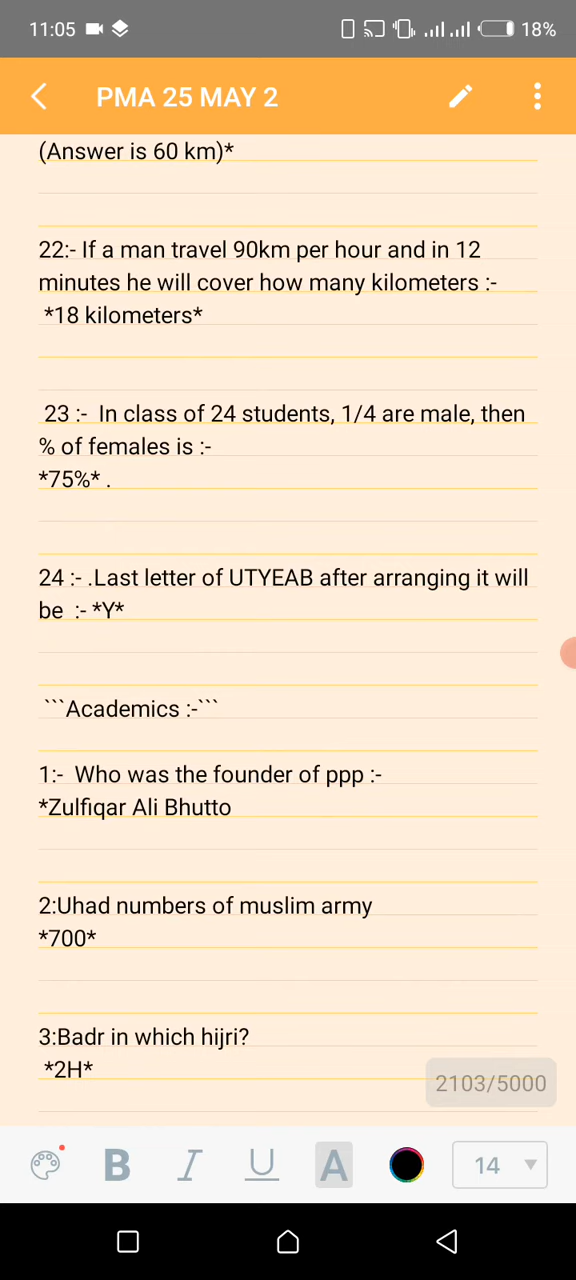 11:05 18%
PMA 25 MAY 2
(Answer is 60 km)*
22:- If a man travel 90km per hour and in 12
minutes he will cover how many kilometers :-
*18 kilometers*
23 :- In class of 24 students, 1/4 are male, then
% of females is :-
*75%* .
24 :- .Last letter of UTYEAB after arranging it will
be :- *Y*
```Academics :-```
1:- Who was the founder of ppp :-
*Zulfiqar Ali Bhutto
2:Uhad numbers of muslim army
*700*
3:Badr in which hijri?
*2H*
2103/5000
B I U A 14